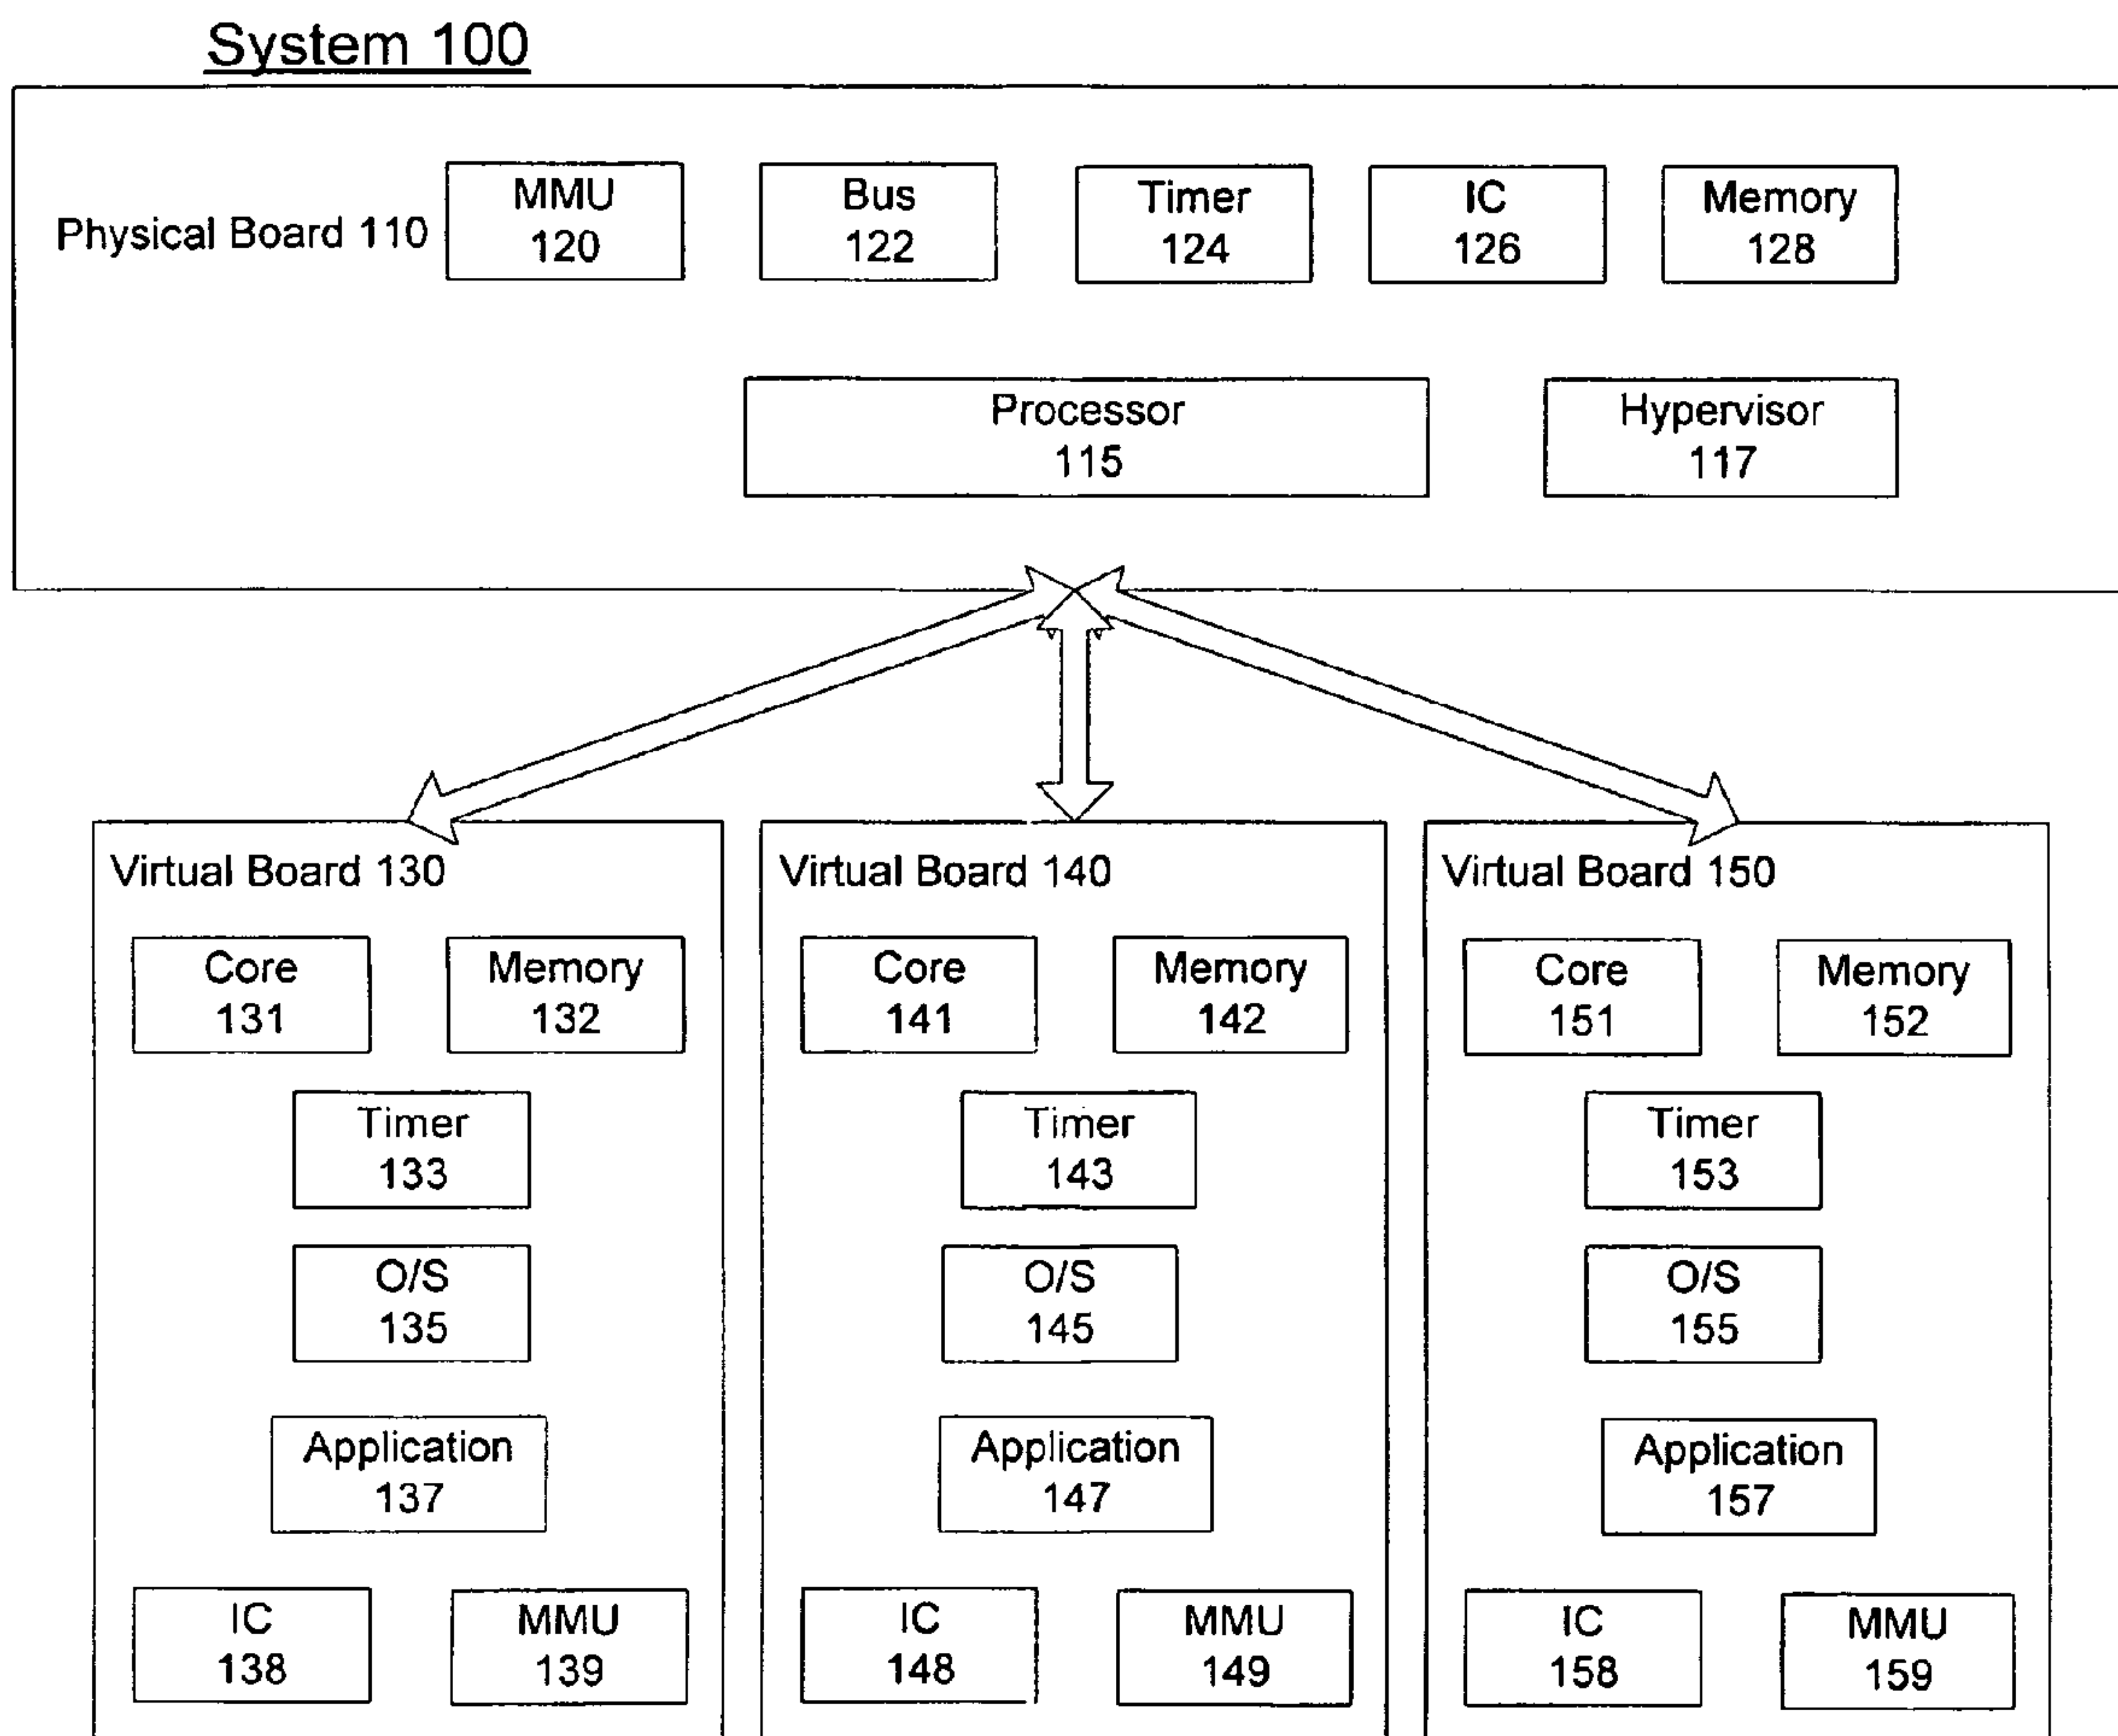 System 100
Physical Board 110
MMU
120
Bus
122
Timer
124
IC
126
Memory
128
Processor
115
Hypervisor
117
Virtual Board 130
Core
131
Memory
132
Timer
133
O/S
135
Application
137
IC
138
MMU
139
Virtual Board 140
Core
141
Memory
142
Timer
143
O/S
145
Application
147
IC
148
MMU
149
Virtual Board 150
Core
151
Memory
152
Timer
153
O/S
155
Application
157
IC
158
MMU
159